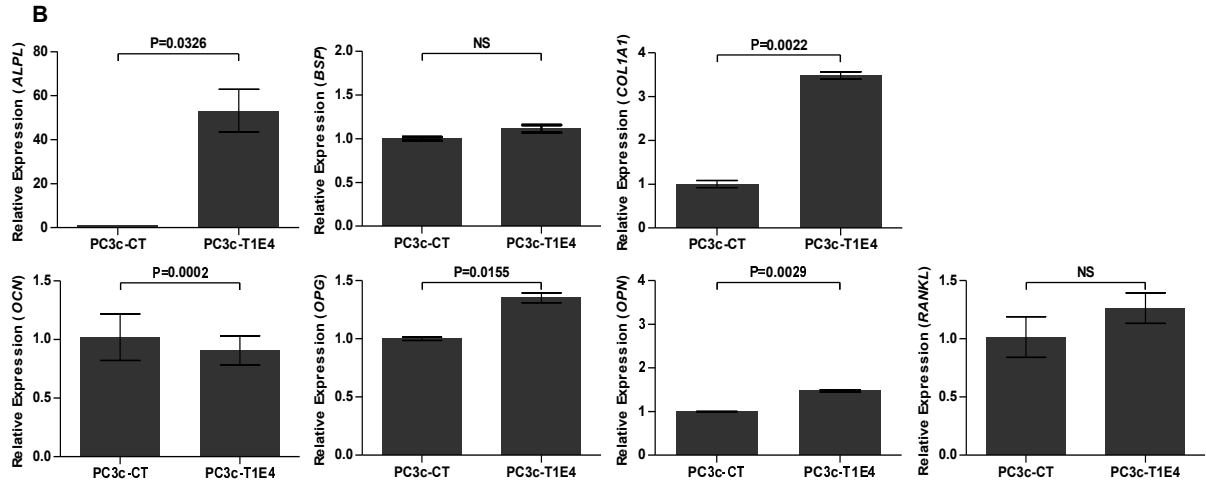 B
P=0.0326
Relative Expression (ALPL)
80
60
40
20
0
PC3c-CT PC3c-T1E4
NS
Relative Expression (BSP)
2.0
1.5
1.0
0.5
0.0
PC3c-CT PC3c-T1E4
P=0.0022
Relative Expression (COL1A1)
4
3
2
1
0
PC3c-CT PC3c-T1E4
P=0.0002
Relative Expression (OCN)
1.5
1.0
0.5
0.0
PC3c-CT PC3c-T1E4
P=0.0155
Relative Expression (OPG)
1.5
1.0
0.5
0.0
PC3c-CT PC3c-T1E4
P=0.0029
Relative Expression (OPN)
4
3
2
1
0
PC3c-CT PC3c-T1E4
NS
Relative Expression (RANKL)
1.5
1.0
0.5
0.0
PC3c-CT PC3c-T1E4